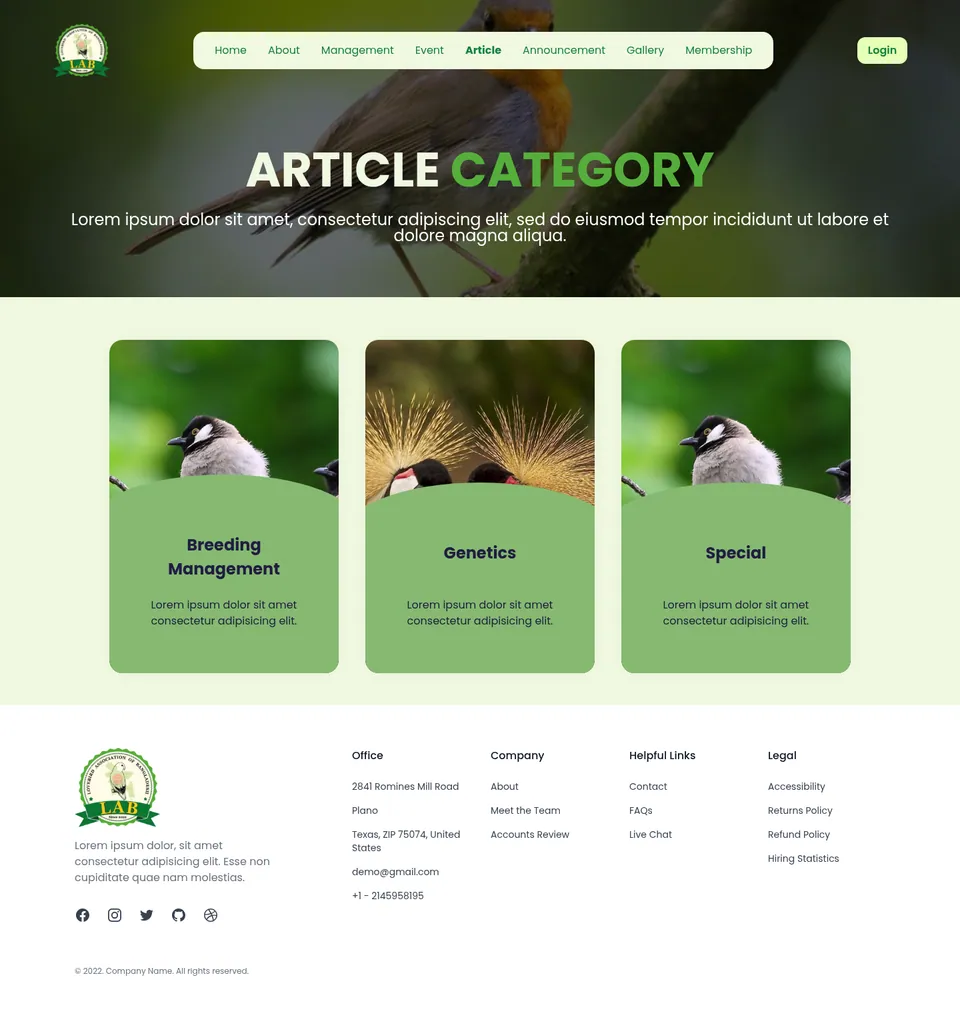 Home About Management Event Article Announcement Gallery Membership
Login
ARTICLE CATEGORY
Lorem ipsum dolor sit amet, consectetur adipiscing elit, sed do eiusmod tempor incididunt ut labore et
dolore magna aliqua.
Breeding
Management
Lorem ipsum dolor sit amet
consectetur adipisicing elit.
Genetics
Lorem ipsum dolor sit amet
consectetur adipisicing elit.
Special
Lorem ipsum dolor sit amet
consectetur adipisicing elit.
LOVEBIRD ASSOCIATION OF BANGLADESH
LAB
Lorem ipsum dolor, sit amet
consectetur adipisicing elit. Esse non
cupiditate quae nam molestias.
© 2022. Company Name. All rights reserved.
Office
2841 Romines Mill Road
Plano
Texas, ZIP 75074, United
States
demo@gmail.com
+1 - 2145958195
Company
About
Meet the Team
Accounts Review
Helpful Links
Contact
FAQs
Live Chat
Legal
Accessibility
Returns Policy
Refund Policy
Hiring Statistics